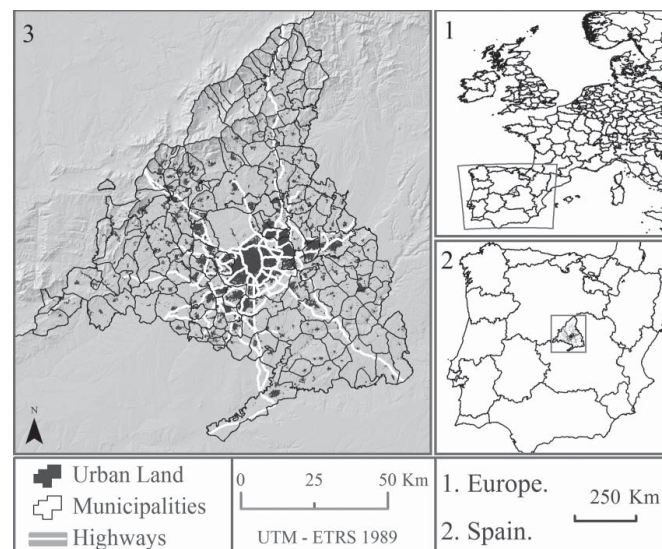 3
1
2
N
Urban Land
Municipalities
Highways
0 25 50 Km
UTM - ETRS 1989
1. Europe.
2. Spain.
250 Km